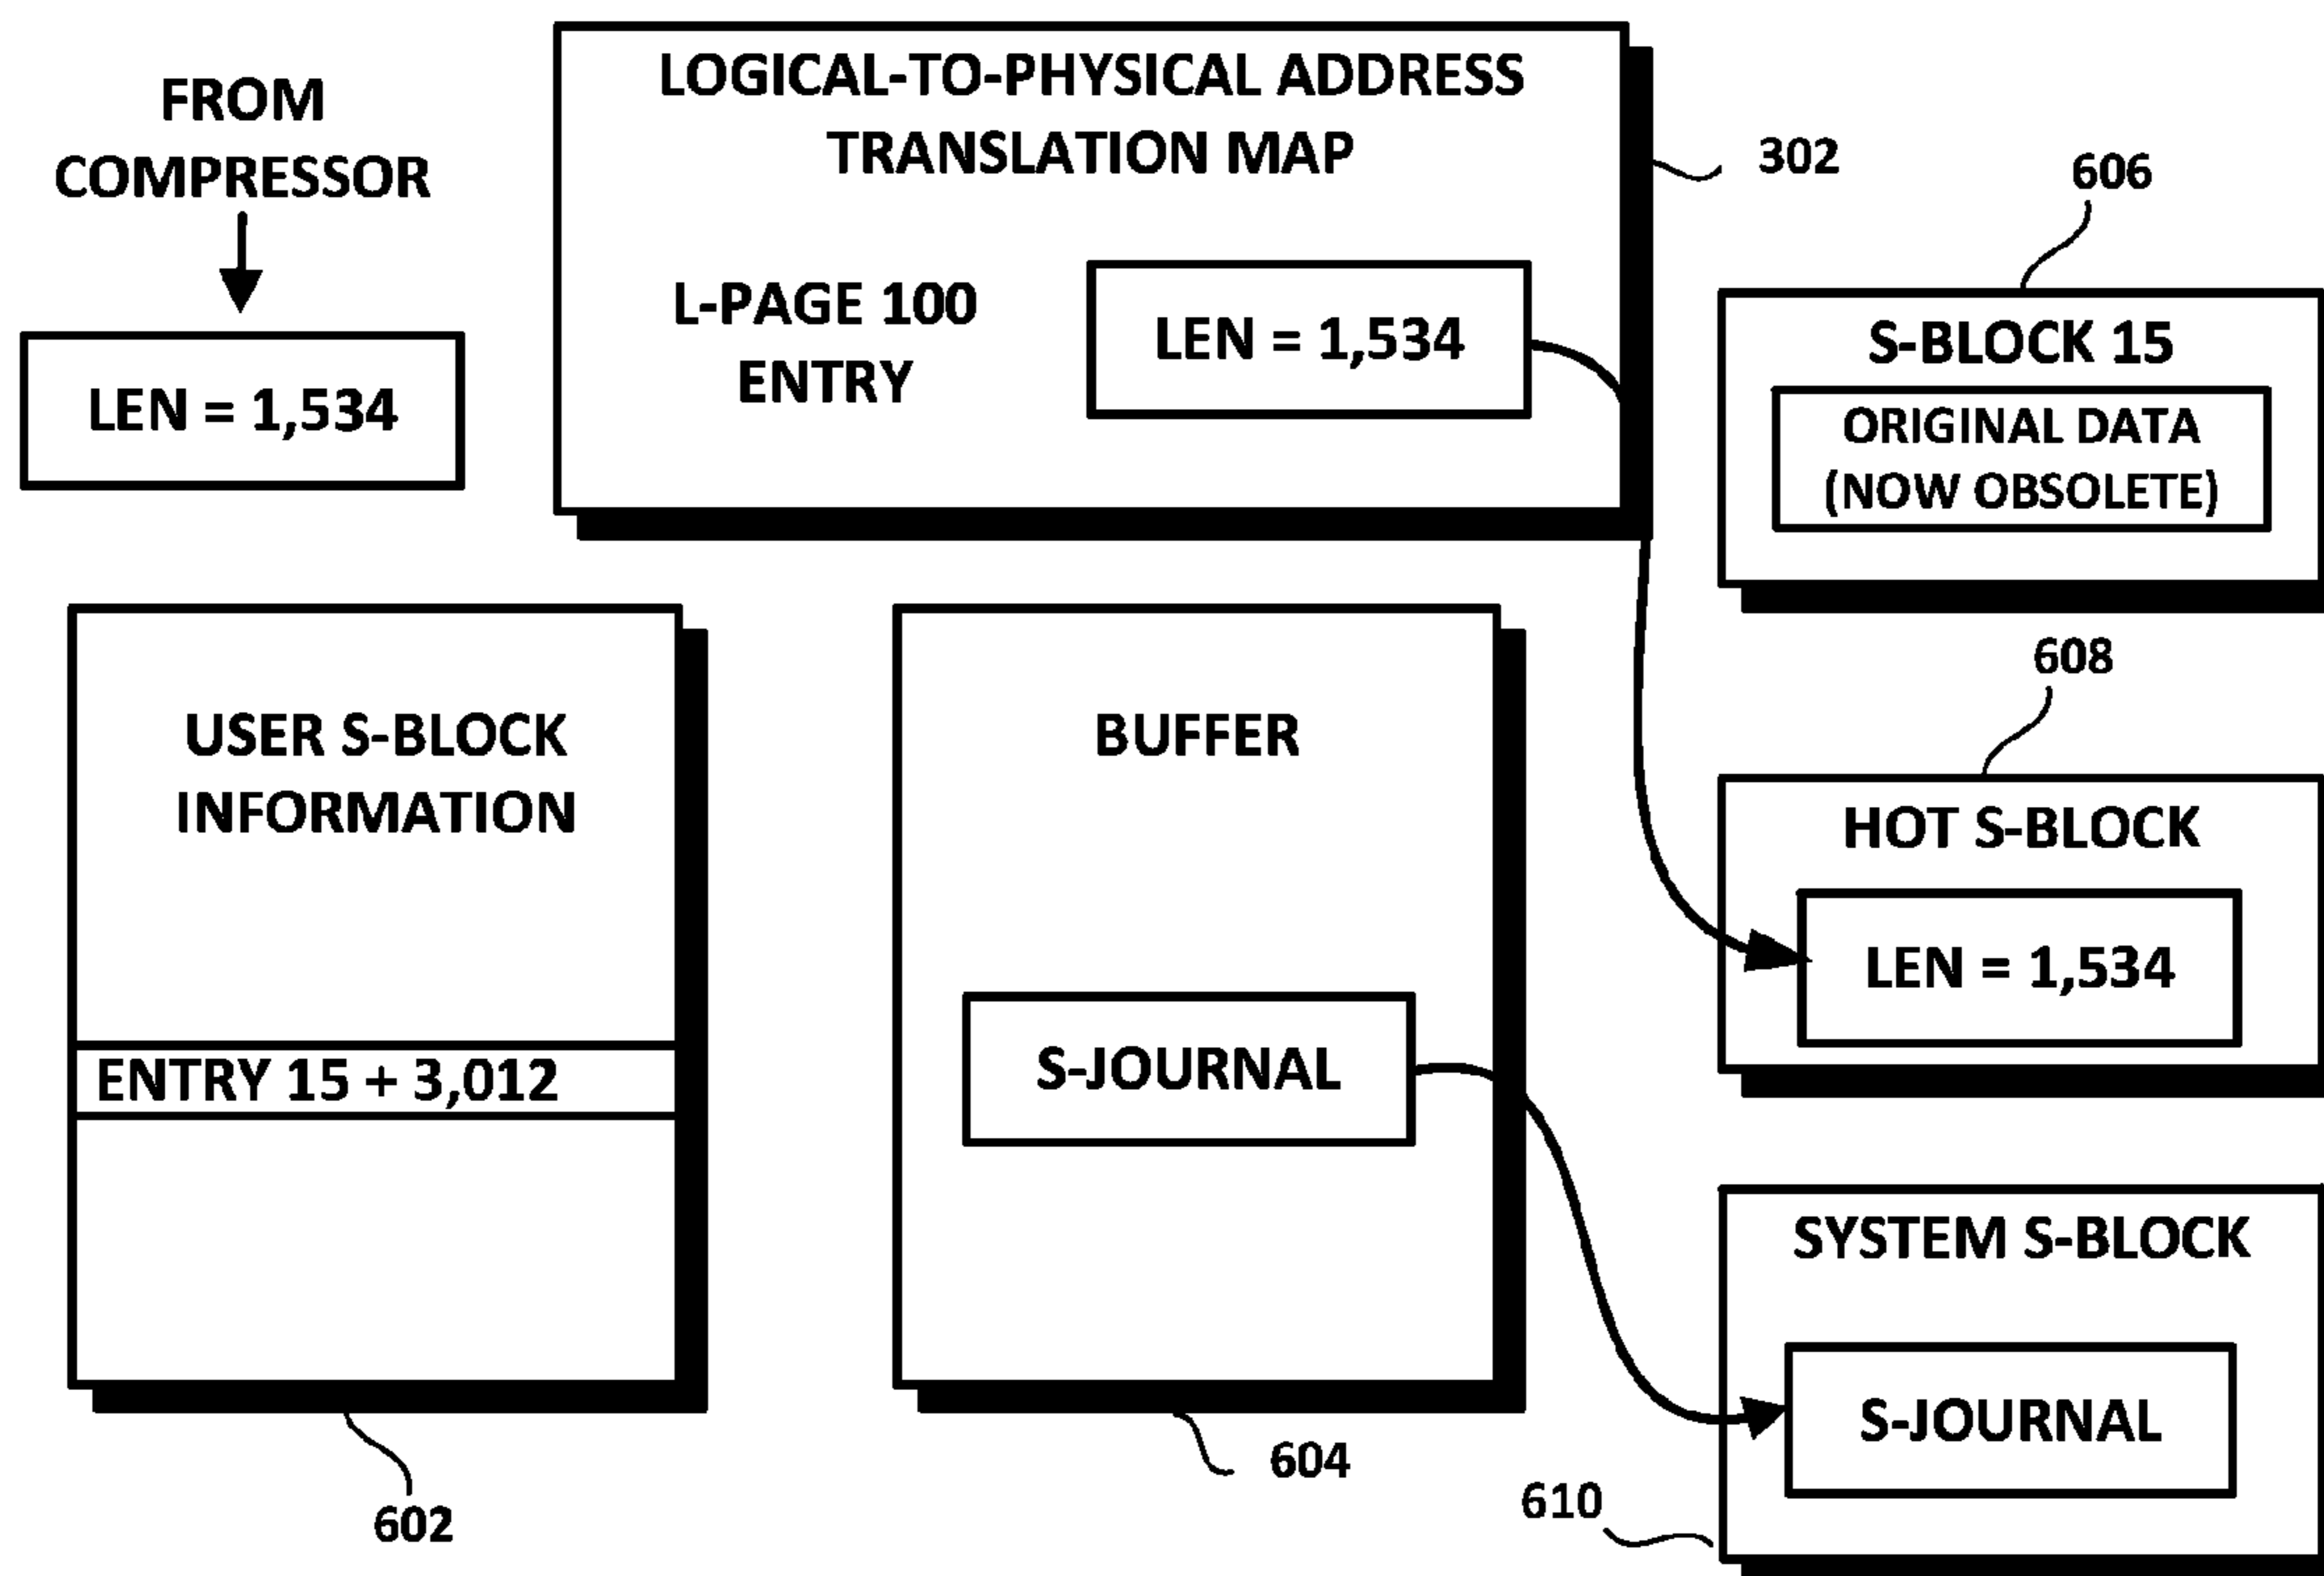 FROM
COMPRESSOR
LEN = 1,534
LOGICAL-TO-PHYSICAL ADDRESS
TRANSLATION MAP
L-PAGE 100
ENTRY
LEN = 1,534
302
606
S-BLOCK 15
ORIGINAL DATA
(NOW OBSOLETE)
USER S-BLOCK
INFORMATION
ENTRY 15 + 3,012
602
BUFFER
S-JOURNAL
604
608
HOT S-BLOCK
LEN = 1,534
SYSTEM S-BLOCK
S-JOURNAL
610